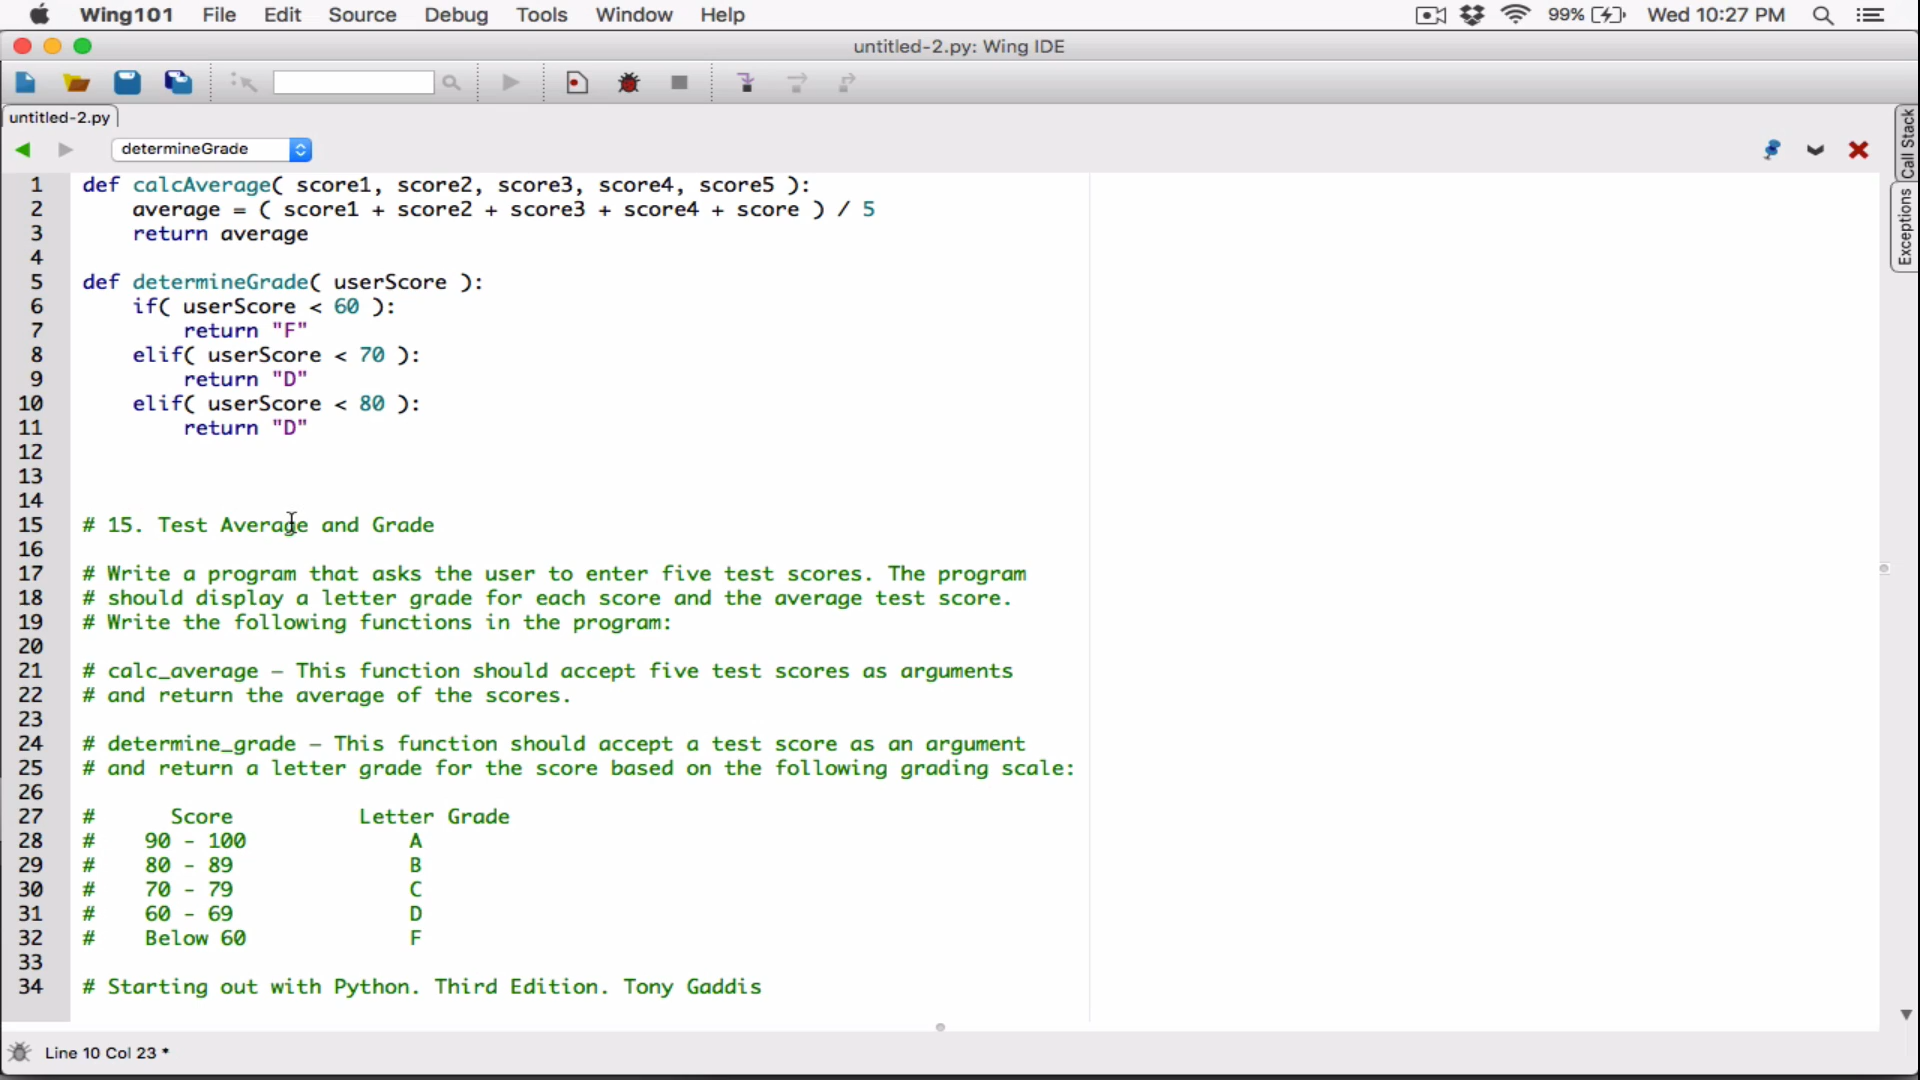 Wing101 File Edit Source Debug Tools Window Help 99% Wed 10:27 PM
untitled-2.py: Wing IDE
untitled-2.py
determineGrade
Call Stack
Exceptions
1 def calcAverage( score1, score2, score3, score4, score5 ):
2 average = ( score1 + score2 + score3 + score4 + score ) / 5
3 return average
4
5 def determineGrade( userScore ):
6 if( userScore < 60 ):
7 return "F"
8 elif( userScore < 70 ):
9 return "D"
10 elif( userScore < 80 ):
11 return "D"
12
13
14
15 # 15. Test Average and Grade
16
17 # Write a program that asks the user to enter five test scores. The program
18 # should display a letter grade for each score and the average test score.
19 # Write the following functions in the program:
20
21 # calc_average – This function should accept five test scores as arguments
22 # and return the average of the scores.
23
24 # determine_grade – This function should accept a test score as an argument
25 # and return a letter grade for the score based on the following grading scale:
26
27 # Score Letter Grade
28 # 90 - 100 A
29 # 80 - 89 B
30 # 70 - 79 C
31 # 60 - 69 D
32 # Below 60 F
33
34 # Starting out with Python. Third Edition. Tony Gaddis
Line 10 Col 23 *